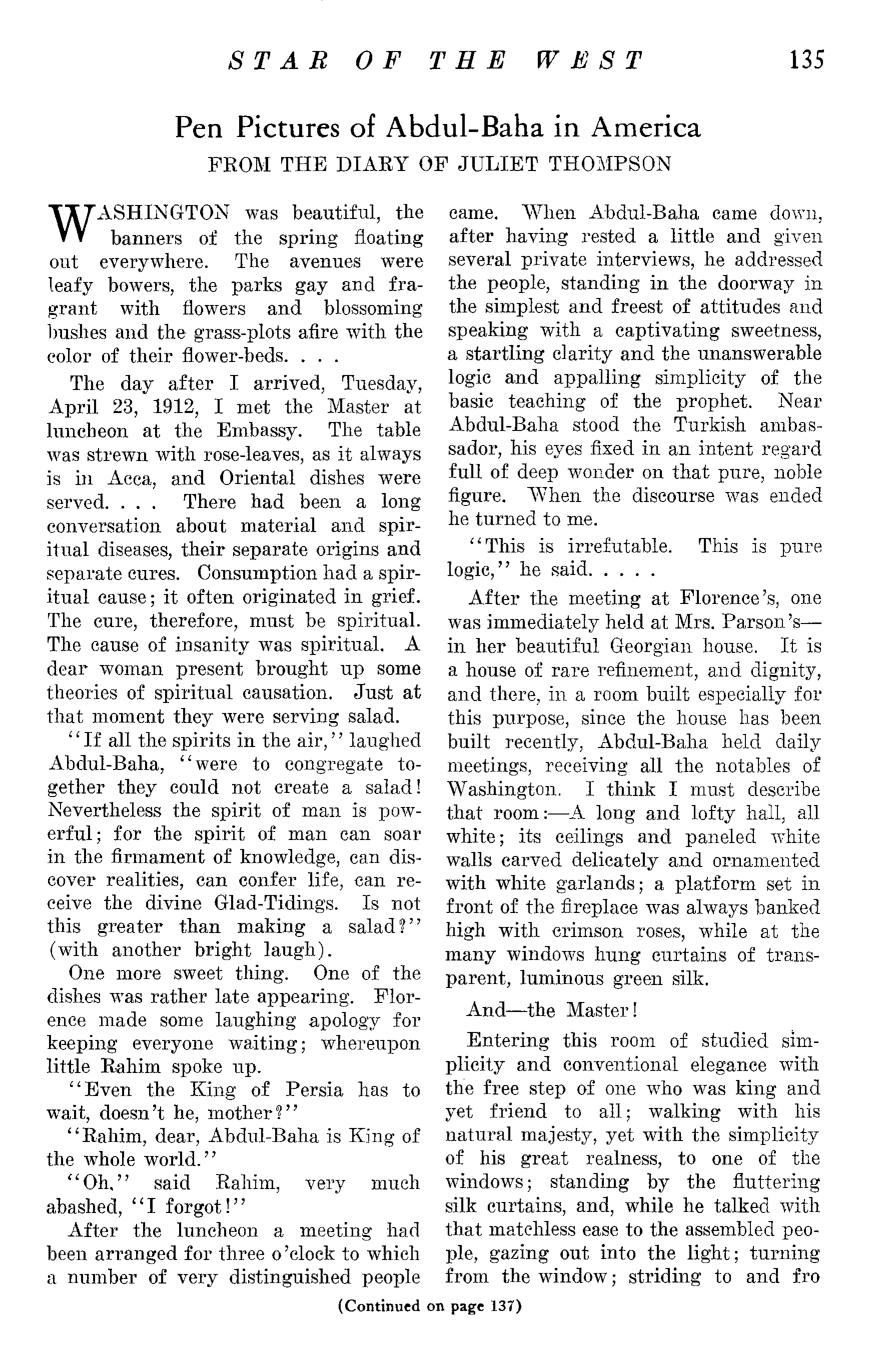 STAR OF THE WEST 135
Pen Pictures of Abdul-Baha in America
FROM THE DIARY OF JULIET THOMPSON
WASHINGTON was beautiful, the
banners of the spring floating
out everywhere. The avenues were
leafy bowers, the parks gay and fra-
grant with flowers and blossoming
bushes and the grass-plots afire with the
color of their flower-beds. . . .
The day after I arrived, Tuesday,
April 23, 1912, I met the Master at
luncheon at the Embassy. The table
was strewn with rose-leaves, as it always
is in Acca, and Oriental dishes were
served. . . . There had been a long
conversation about material and spir-
itual diseases, their separate origins and
separate cures. Consumption had a spir-
itual cause; it often originated in grief.
The cure, therefore, must be spiritual.
The cause of insanity was spiritual. A
dear woman present brought up some
theories of spiritual causation. Just at
that moment they were serving salad.
"If all the spirits in the air," laughed
Abdul-Baha, "were to congregate to-
gether they could not create a salad!
Nevertheless the spirit of man is pow-
erful; for the spirit of man can soar
in the firmament of knowledge, can dis-
cover realities, can confer life, can re-
ceive the divine Glad-Tidings. Is not
this greater than making a salad?"
(with another bright laugh).
One more sweet thing. One of the
dishes was rather late appearing. Flor-
ence made some laughing apology for
keeping everyone waiting; whereupon
little Rahim spoke up.
"Even the King of Persia has to
wait, doesn't he, mother?"
"Rahim, dear, Abdul-Baha is King of
the whole world."
"Oh," said Rahim, very much
abashed, "I forgot!"
After the luncheon a meeting had
been arranged for three o'clock to which
a number of very distinguished people
came. When Abdul-Baha came down,
after having rested a little and given
several private interviews, he addressed
the people, standing in the doorway in
the simplest and freest of attitudes and
speaking with a captivating sweetness,
a startling clarity and the unanswerable
logic and appalling simplicity of the
basic teaching of the prophet. Near
Abdul-Baha stood the Turkish ambas-
sador, his eyes fixed in an intent regard
full of deep wonder on that pure, noble
figure. When the discourse was ended
he turned to me.
"This is irrefutable. This is pure
logic," he said. . . . .
After the meeting at Florence's, one
was immediately held at Mrs. Parson's—
in her beautiful Georgian house. It is
a house of rare refinement, and dignity,
and there, in a room built especially for
this purpose, since the house has been
built recently, Abdul-Baha held daily
meetings, receiving all the notables of
Washington. I think I must describe
that room:—A long and lofty hall, all
white; its ceilings and paneled white
walls carved delicately and ornamented
with white garlands; a platform set in
front of the fireplace was always banked
high with crimson roses, while at the
many windows hung curtains of trans-
parent, luminous green silk.
And—the Master!
Entering this room of studied sim-
plicity and conventional elegance with
the free step of one who was king and
yet friend to all; walking with his
natural majesty, yet with the simplicity
of his great realness, to one of the
windows; standing by the fluttering
silk curtains, and, while he talked with
that matchless ease to the assembled peo-
ple, gazing out into the light; turning
from the window; striding to and fro
(Continued on page 137)